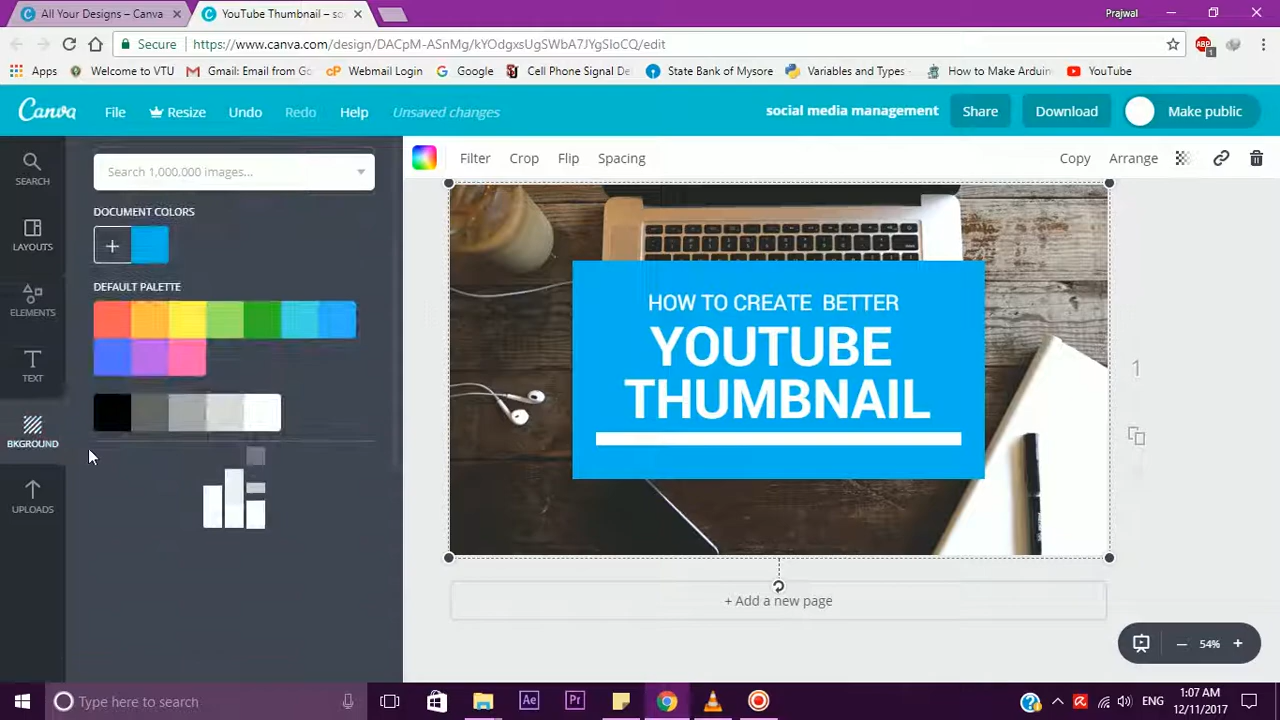 All Your Designs – Canva
YouTube Thumbnail – so
Prajwal
Secure
https://www.canva.com/design/DACpM-ASnMg/kYOdgxsUgSWbA7JYgSIoCQ/edit
ABP
1
Apps
Welcome to VTU
Gmail: Email from Go
cP
Webmail Login
Google
Cell Phone Signal De
State Bank of Mysore
Variables and Types -
How to Make Arduin
YouTube
Canva
File
Resize
Undo
Redo
Help
Unsaved changes
social media management
Share
Download
Make public
SEARCH
LAYOUTS
ELEMENTS
TEXT
BKGROUND
UPLOADS
Search 1,000,000 images...
DOCUMENT COLORS
DEFAULT PALETTE
Filter
Crop
Flip
Spacing
Copy
Arrange
HOW TO CREATE BETTER
YOUTUBE
THUMBNAIL
1
+ Add a new page
54%
Type here to search
Ae
Pr
ENG
1:07 AM
12/11/2017